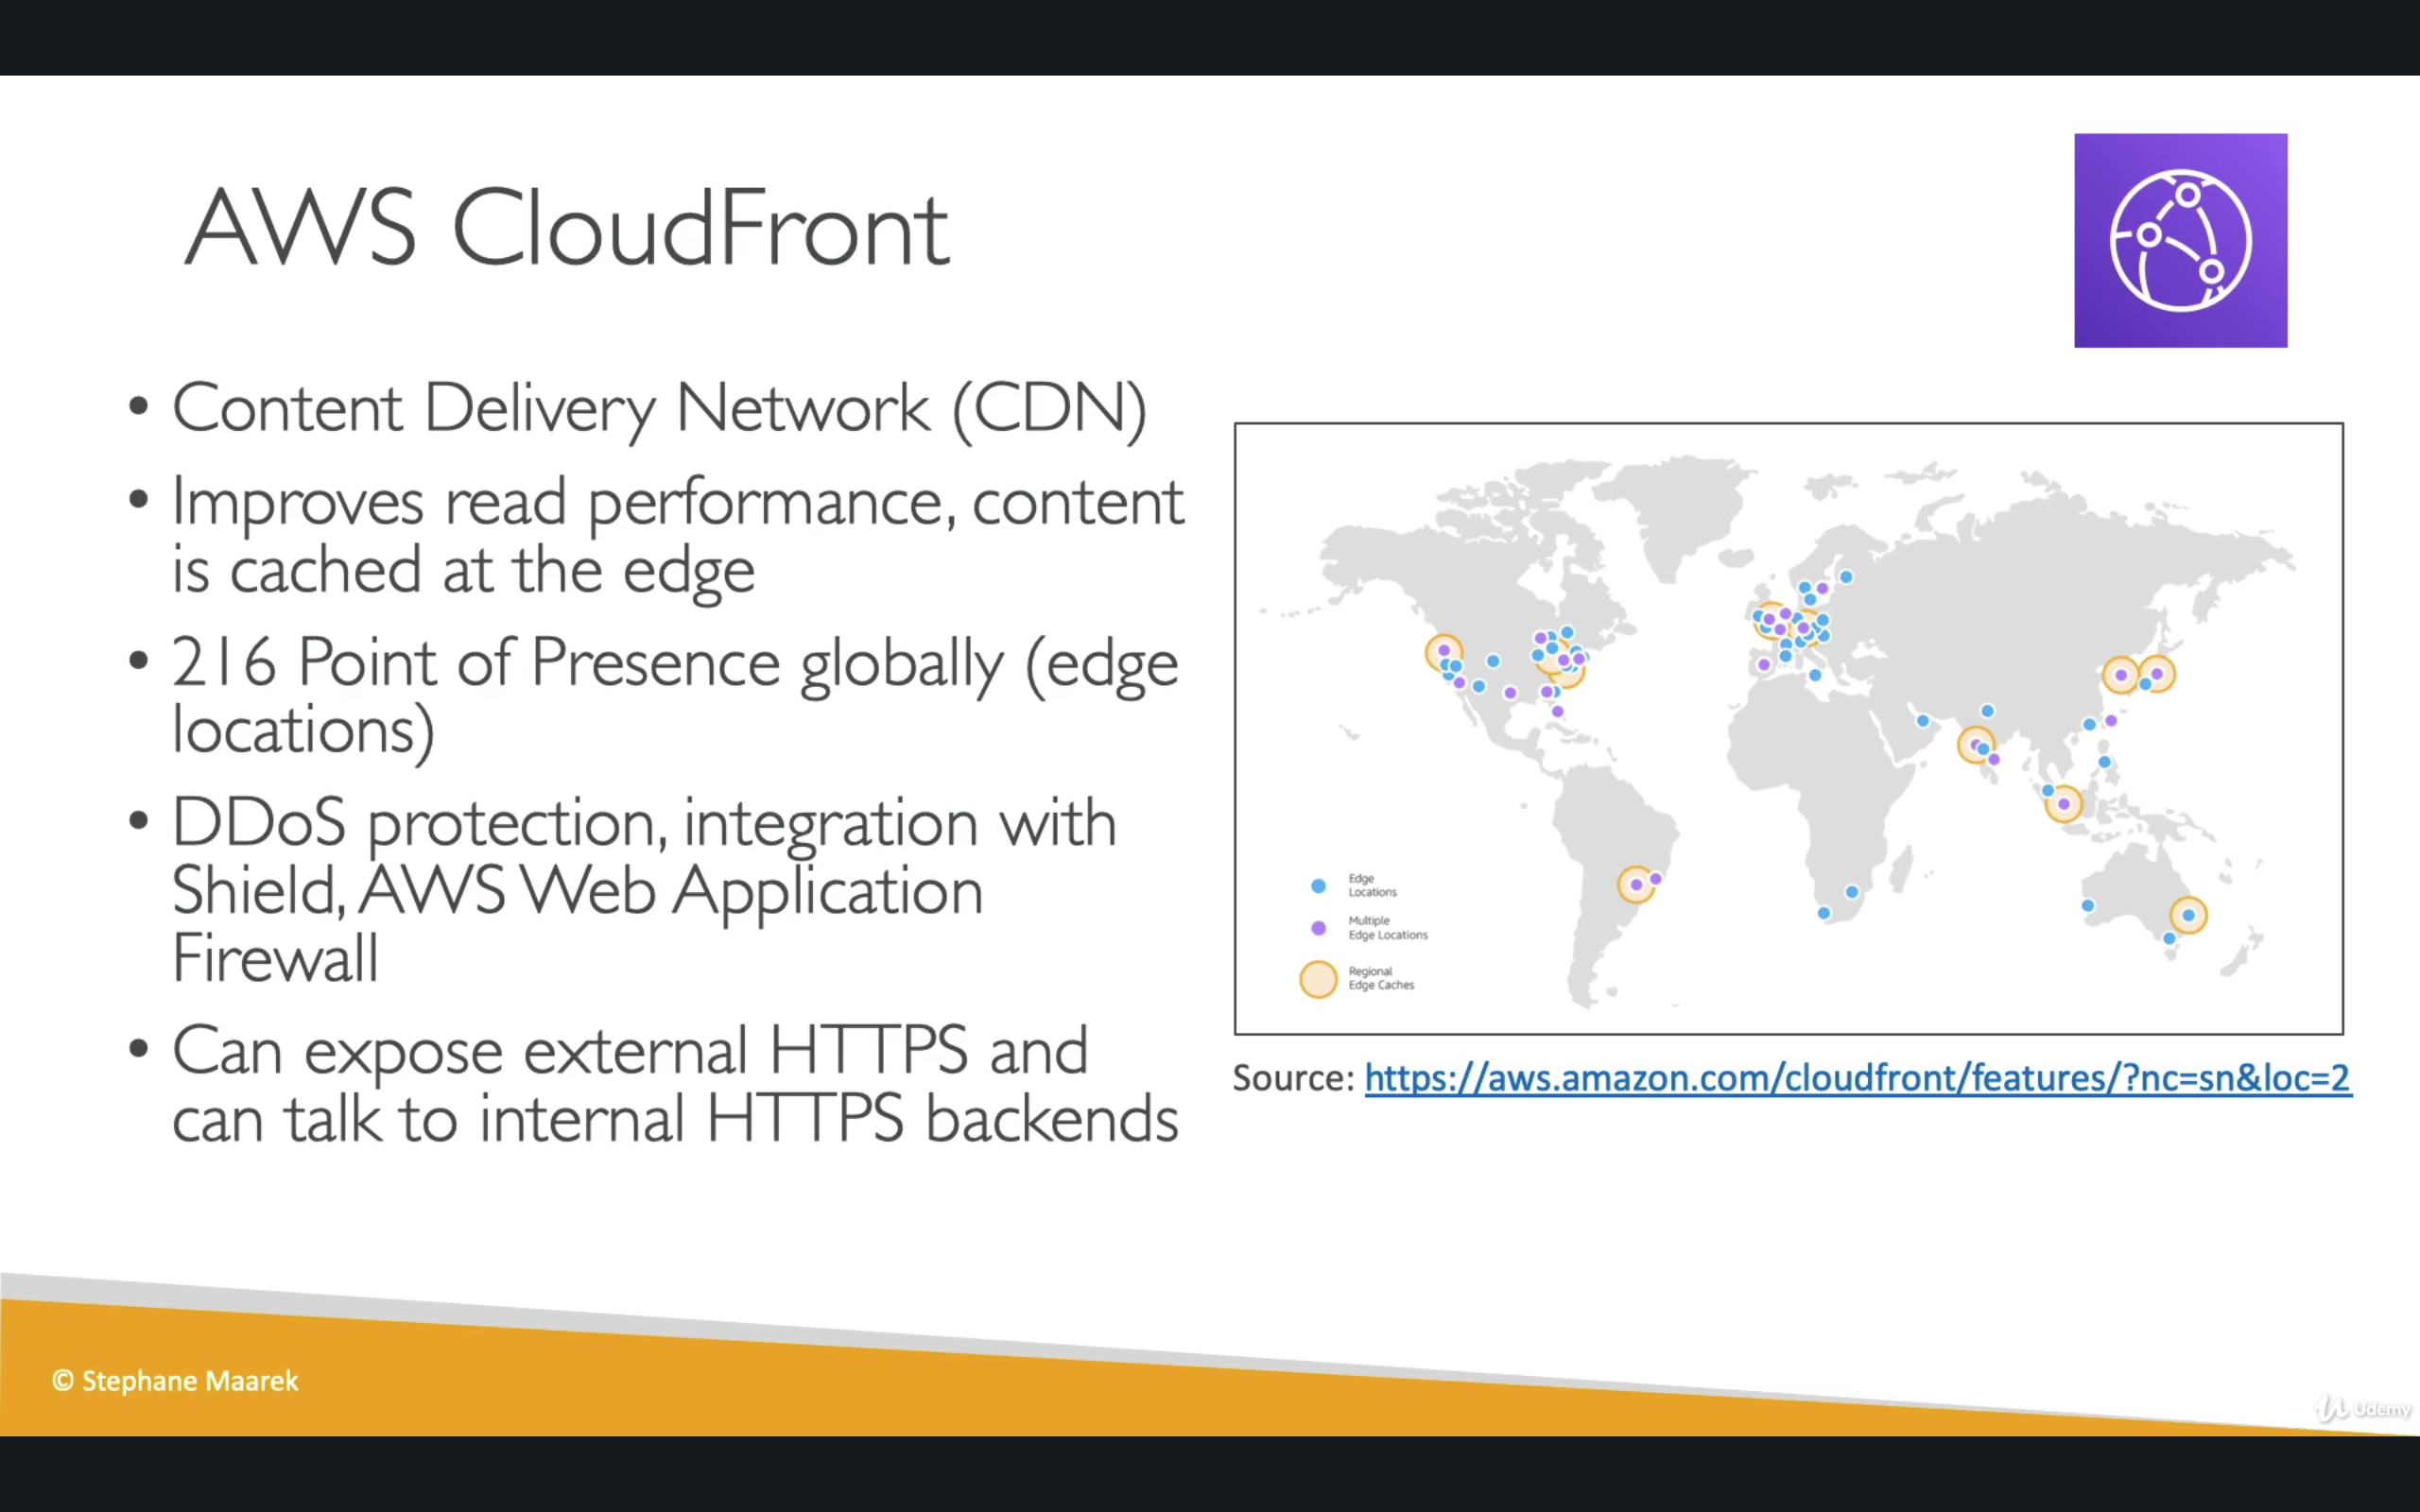 AWS CloudFront
• Content Delivery Network (CDN)
• Improves read performance, content
is cached at the edge
• 216 Point of Presence globally (edge
locations)
• DDoS protection, integration with
Shield, AWS Web Application
Firewall
• Can expose external HTTPS and
can talk to internal HTTPS backends
Edge
Locations
Multiple
Edge Locations
Regional
Edge Caches
Source: https://aws.amazon.com/cloudfront/features/?nc=sn&loc=2
© Stephane Maarek
Udemy